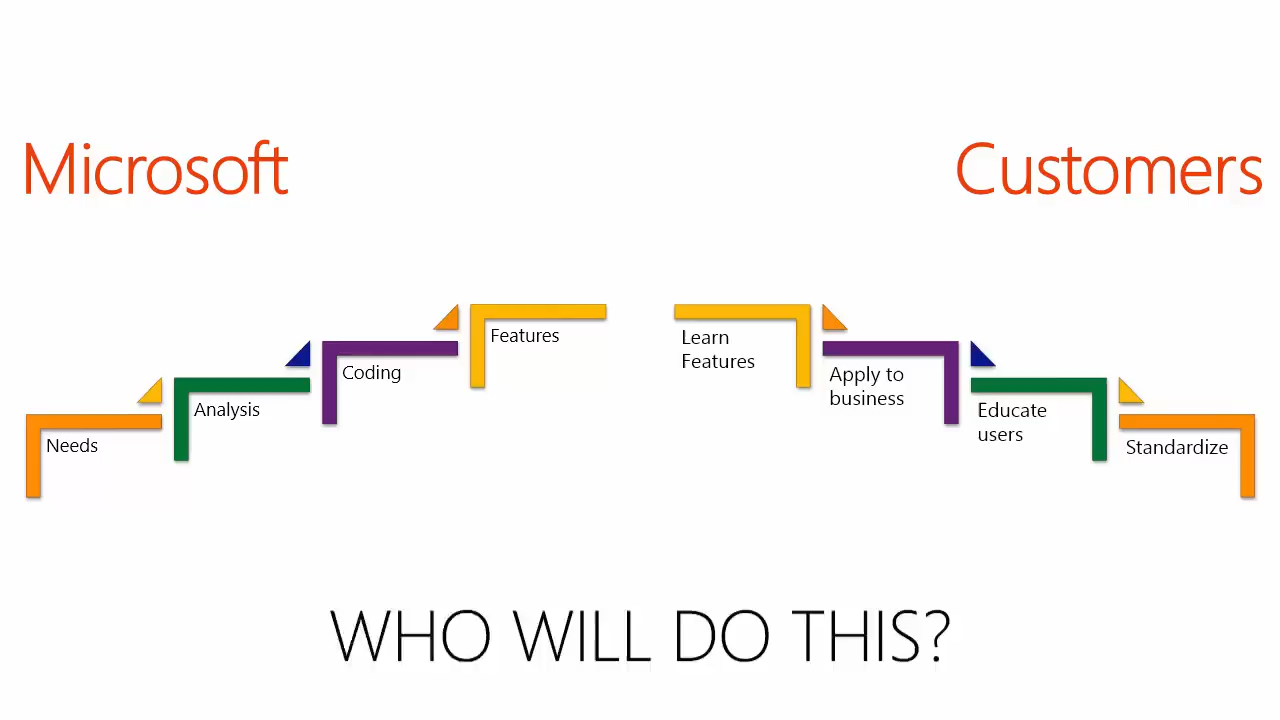 Microsoft
Customers
Needs
Analysis
Coding
Features
Learn
Features
Apply to
business
Educate
users
Standardize
WHO WILL DO THIS?